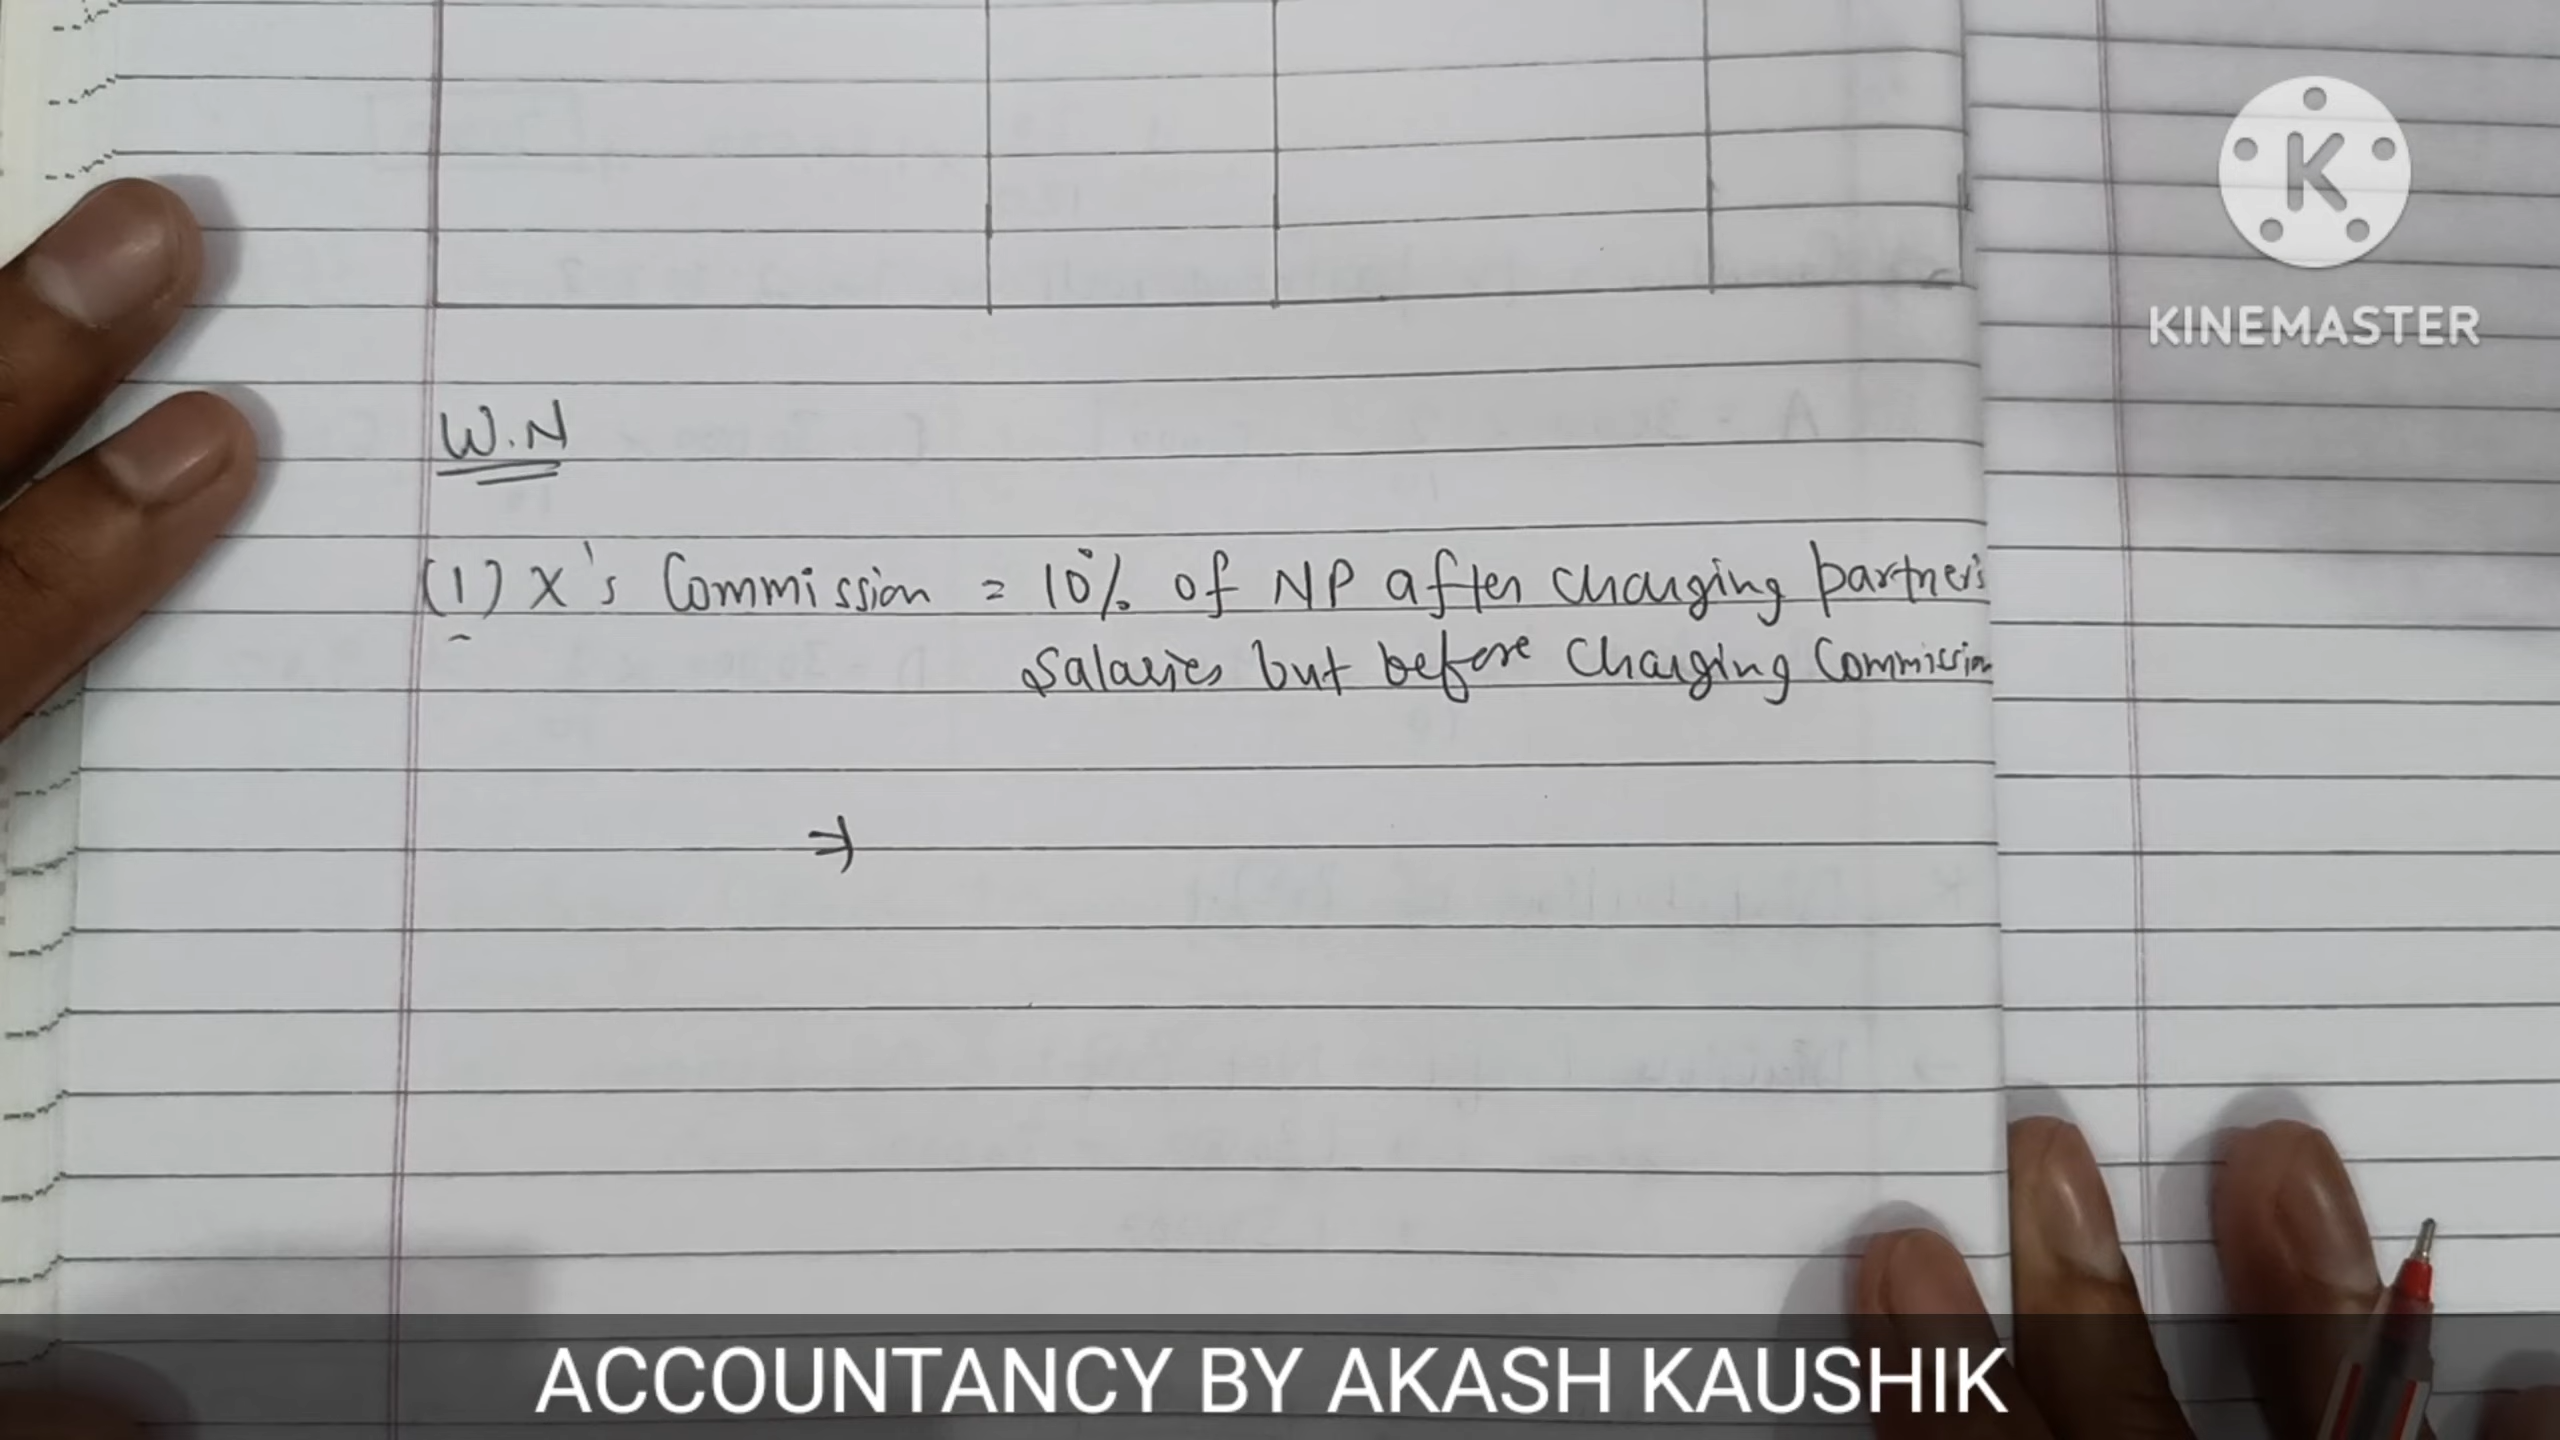 K
KINEMASTER
W.N
(1) X's Commission = 10% of NP after charging partner's
salaries but before charging Commission
⇒
ACCOUNTANCY BY AKASH KAUSHIK